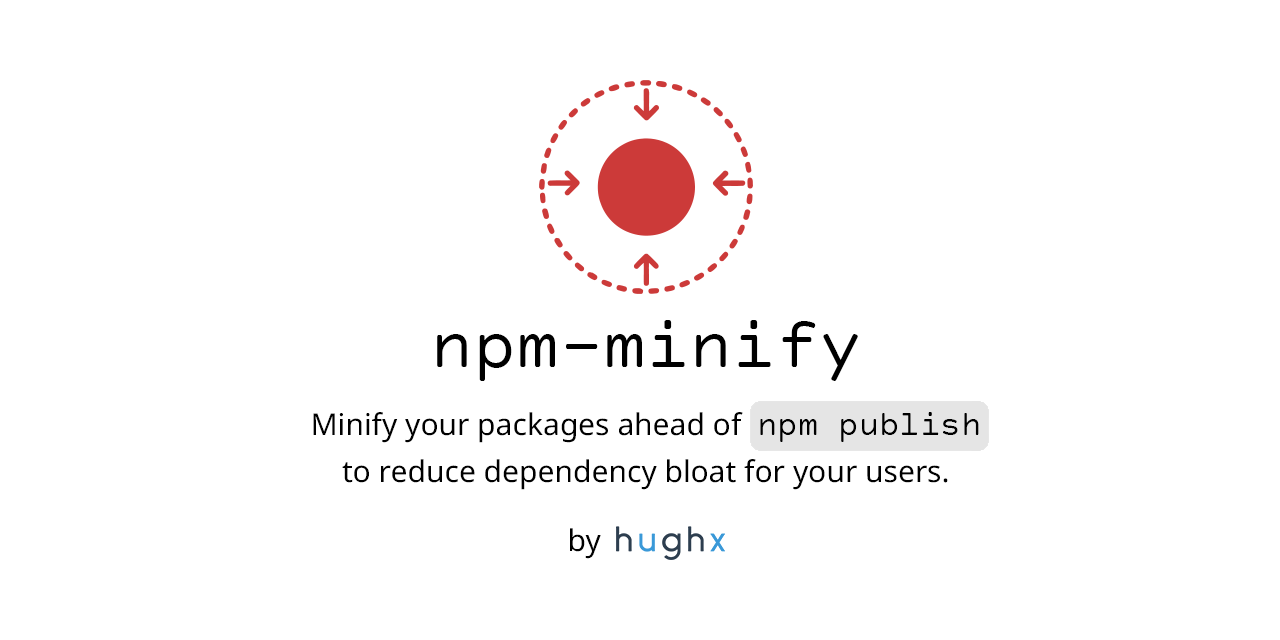 npm-minify
Minify your packages ahead of npm publish
to reduce dependency bloat for your users.
by hughx